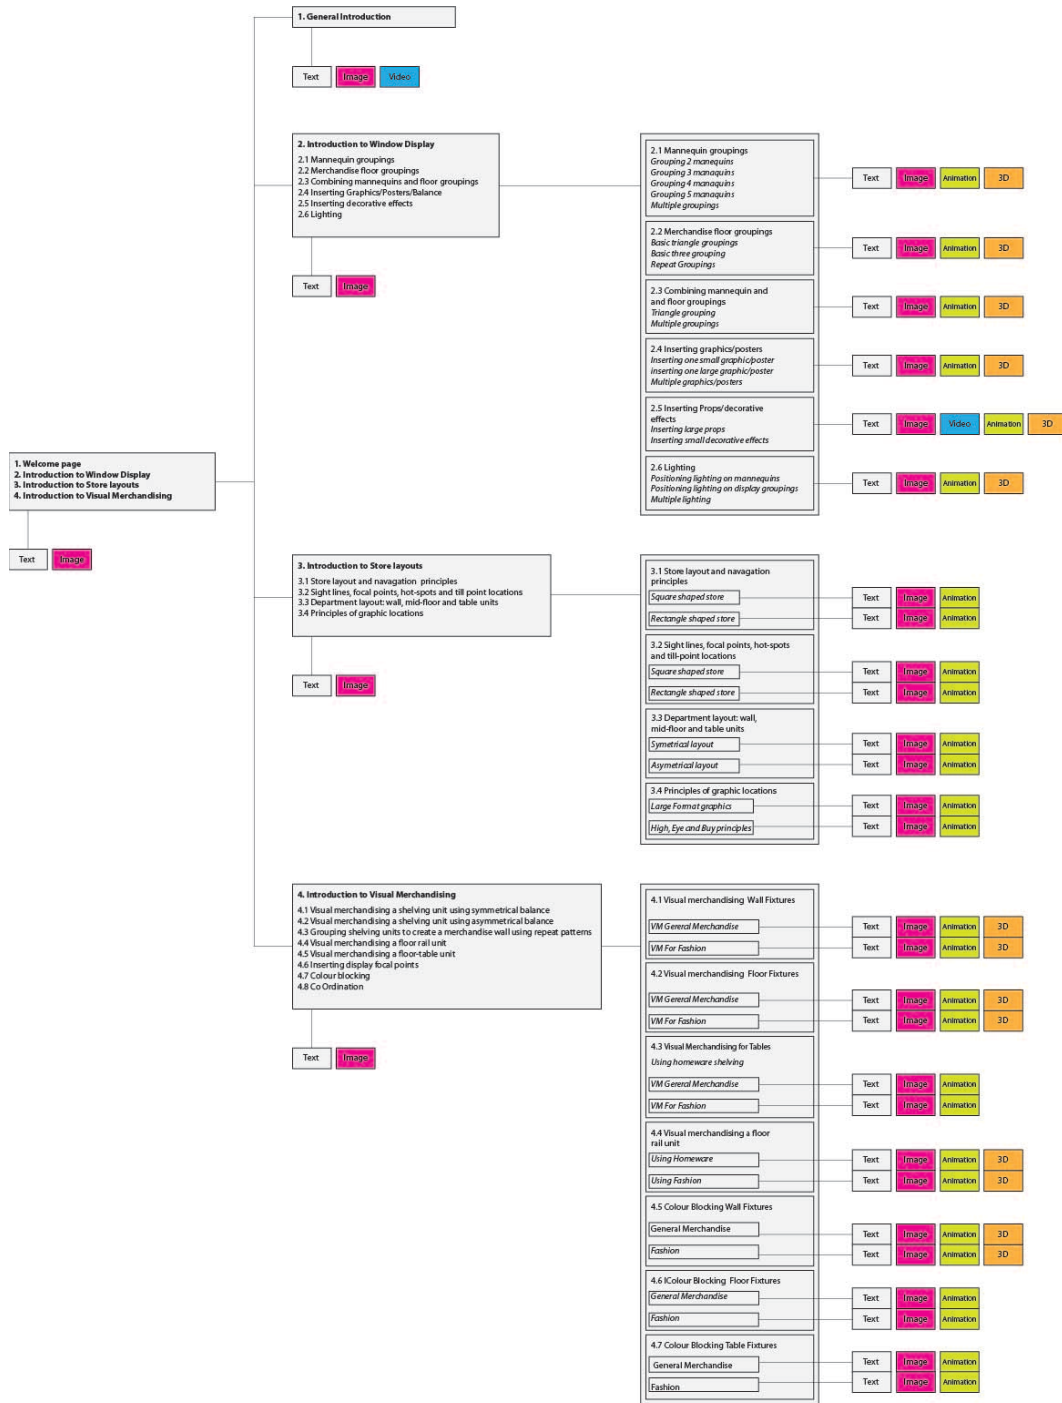 1. General Introduction
Text Image Video
2. Introduction to Window Display
2.1 Mannequin groupings
2.2 Merchandise floor groupings
2.3 Combining mannequins and floor groupings
2.4 Inserting Graphics/Posters/Balance
2.5 Inserting decorative effects
2.6 Lighting
Text Image
2.1 Mannequin groupings
Grouping 2 manequins
Grouping 3 manaquins
Grouping 4 manaquins
Grouping 5 manaquins
Multiple groupings
Text Image Animation 3D
2.2 Merchandise floor groupings
Basic triangle groupings
Basic three grouping
Repeat Groupings
Text Image Animation 3D
2.3 Combining mannequin and
and floor groupings
Triangle grouping
Multiple groupings
Text Image Animation 3D
2.4 Inserting graphics/posters
Inserting one small graphic/poster
inserting one large graphic/poster
Multiple graphics/posters
Text Image Animation 3D
2.5 Inserting Props/decorative
effects
Inserting large props
Inserting small decorative effects
Text Image Video Animation 3D
2.6 Lighting
Positioning lighting on mannequins
Positioning lighting on display groupings
Multiple lighting
Text Image Animation 3D
1. Welcome page
2. Introduction to Window Display
3. Introduction to Store layouts
4. Introduction to Visual Merchandising
Text Image
3. Introduction to Store layouts
3.1 Store layout and navagation principles
3.2 Sight lines, focal points, hot-spots and till point locations
3.3 Department layout: wall, mid-floor and table units
3.4 Principles of graphic locations
Text Image
3.1 Store layout and navagation
principles
Square shaped store
Text Image Animation
Rectangle shaped store
Text Image Animation
3.2 Sight lines, focal points, hot-spots
and till-point locations
Square shaped store
Text Image Animation
Rectangle shaped store
Text Image Animation
3.3 Department layout: wall,
mid-floor and table units
Symetrical layout
Text Image Animation
Asymetrical layout
Text Image Animation
3.4 Principles of graphic locations
Large Format graphics
Text Image Animation
High, Eye and Buy principles
Text Image Animation
4. Introduction to Visual Merchandising
4.1 Visual merchandising a shelving unit using symmetrical balance
4.2 Visual merchandising a shelving unit using asymmetrical balance
4.3 Grouping shelving units to create a merchandise wall using repeat patterns
4.4 Visual merchandising a floor rail unit
4.5 Visual merchandising a floor-table unit
4.6 Inserting display focal points
4.7 Colour blocking
4.8 Co Ordination
Text Image
4.1 Visual merchandising Wall Fixtures
VM Gereral Merchandise
Text Image Animation 3D
VM For Fashion
Text Image Animation 3D
4.2 Visual merchandising Floor Fixtures
VM Gereral Merchandise
Text Image Animation 3D
VM For Fashion
Text Image Animation 3D
4.3 Visual Merchandising for Tables
Using homeware shelving
VM Gereral Merchandise
Text Image Animation
VM For Fashion
Text Image Animation
4.4 Visual merchandising a floor
rail unit
Using Homeware
Text Image Animation 3D
Using Fashion
Text Image Animation 3D
4.5 Colour Blocking Wall Fixtures
General Merchandise
Text Image Animation 3D
Fashion
Text Image Animation 3D
4.6 IColour Blocking Floor Fixtures
General Merchandise
Text Image Animation
Fashion
Text Image Animation
4.7 Colour Blocking Table Fixtures
General Merchandise
Text Image Animation
Fashion
Text Image Animation